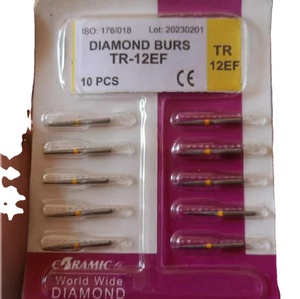 ISO: 176/018 Lot: 20230201
DIAMOND BURS
TR-12EF
10 PCS CE
TR
12EF
World Wide
DIAMOND